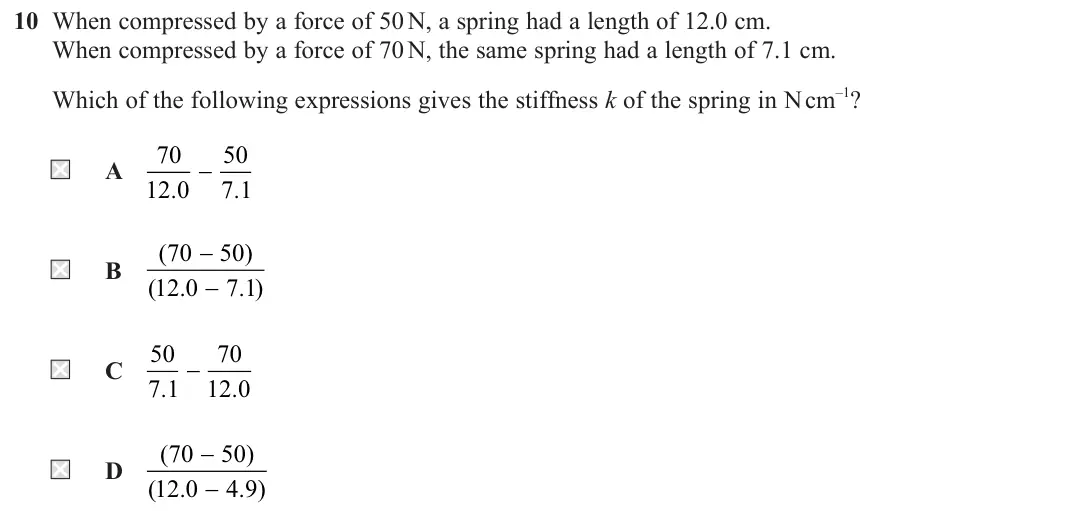 10 When compressed by a force of 50 N, a spring had a length of 12.0 cm.
When compressed by a force of 70 N, the same spring had a length of 7.1 cm.
Which of the following expressions gives the stiffness k of the spring in N cm⁻¹?
A 70/12.0 − 50/7.1
B (70 − 50)/(12.0 − 7.1)
C 50/7.1 − 70/12.0
D (70 − 50)/(12.0 − 4.9)